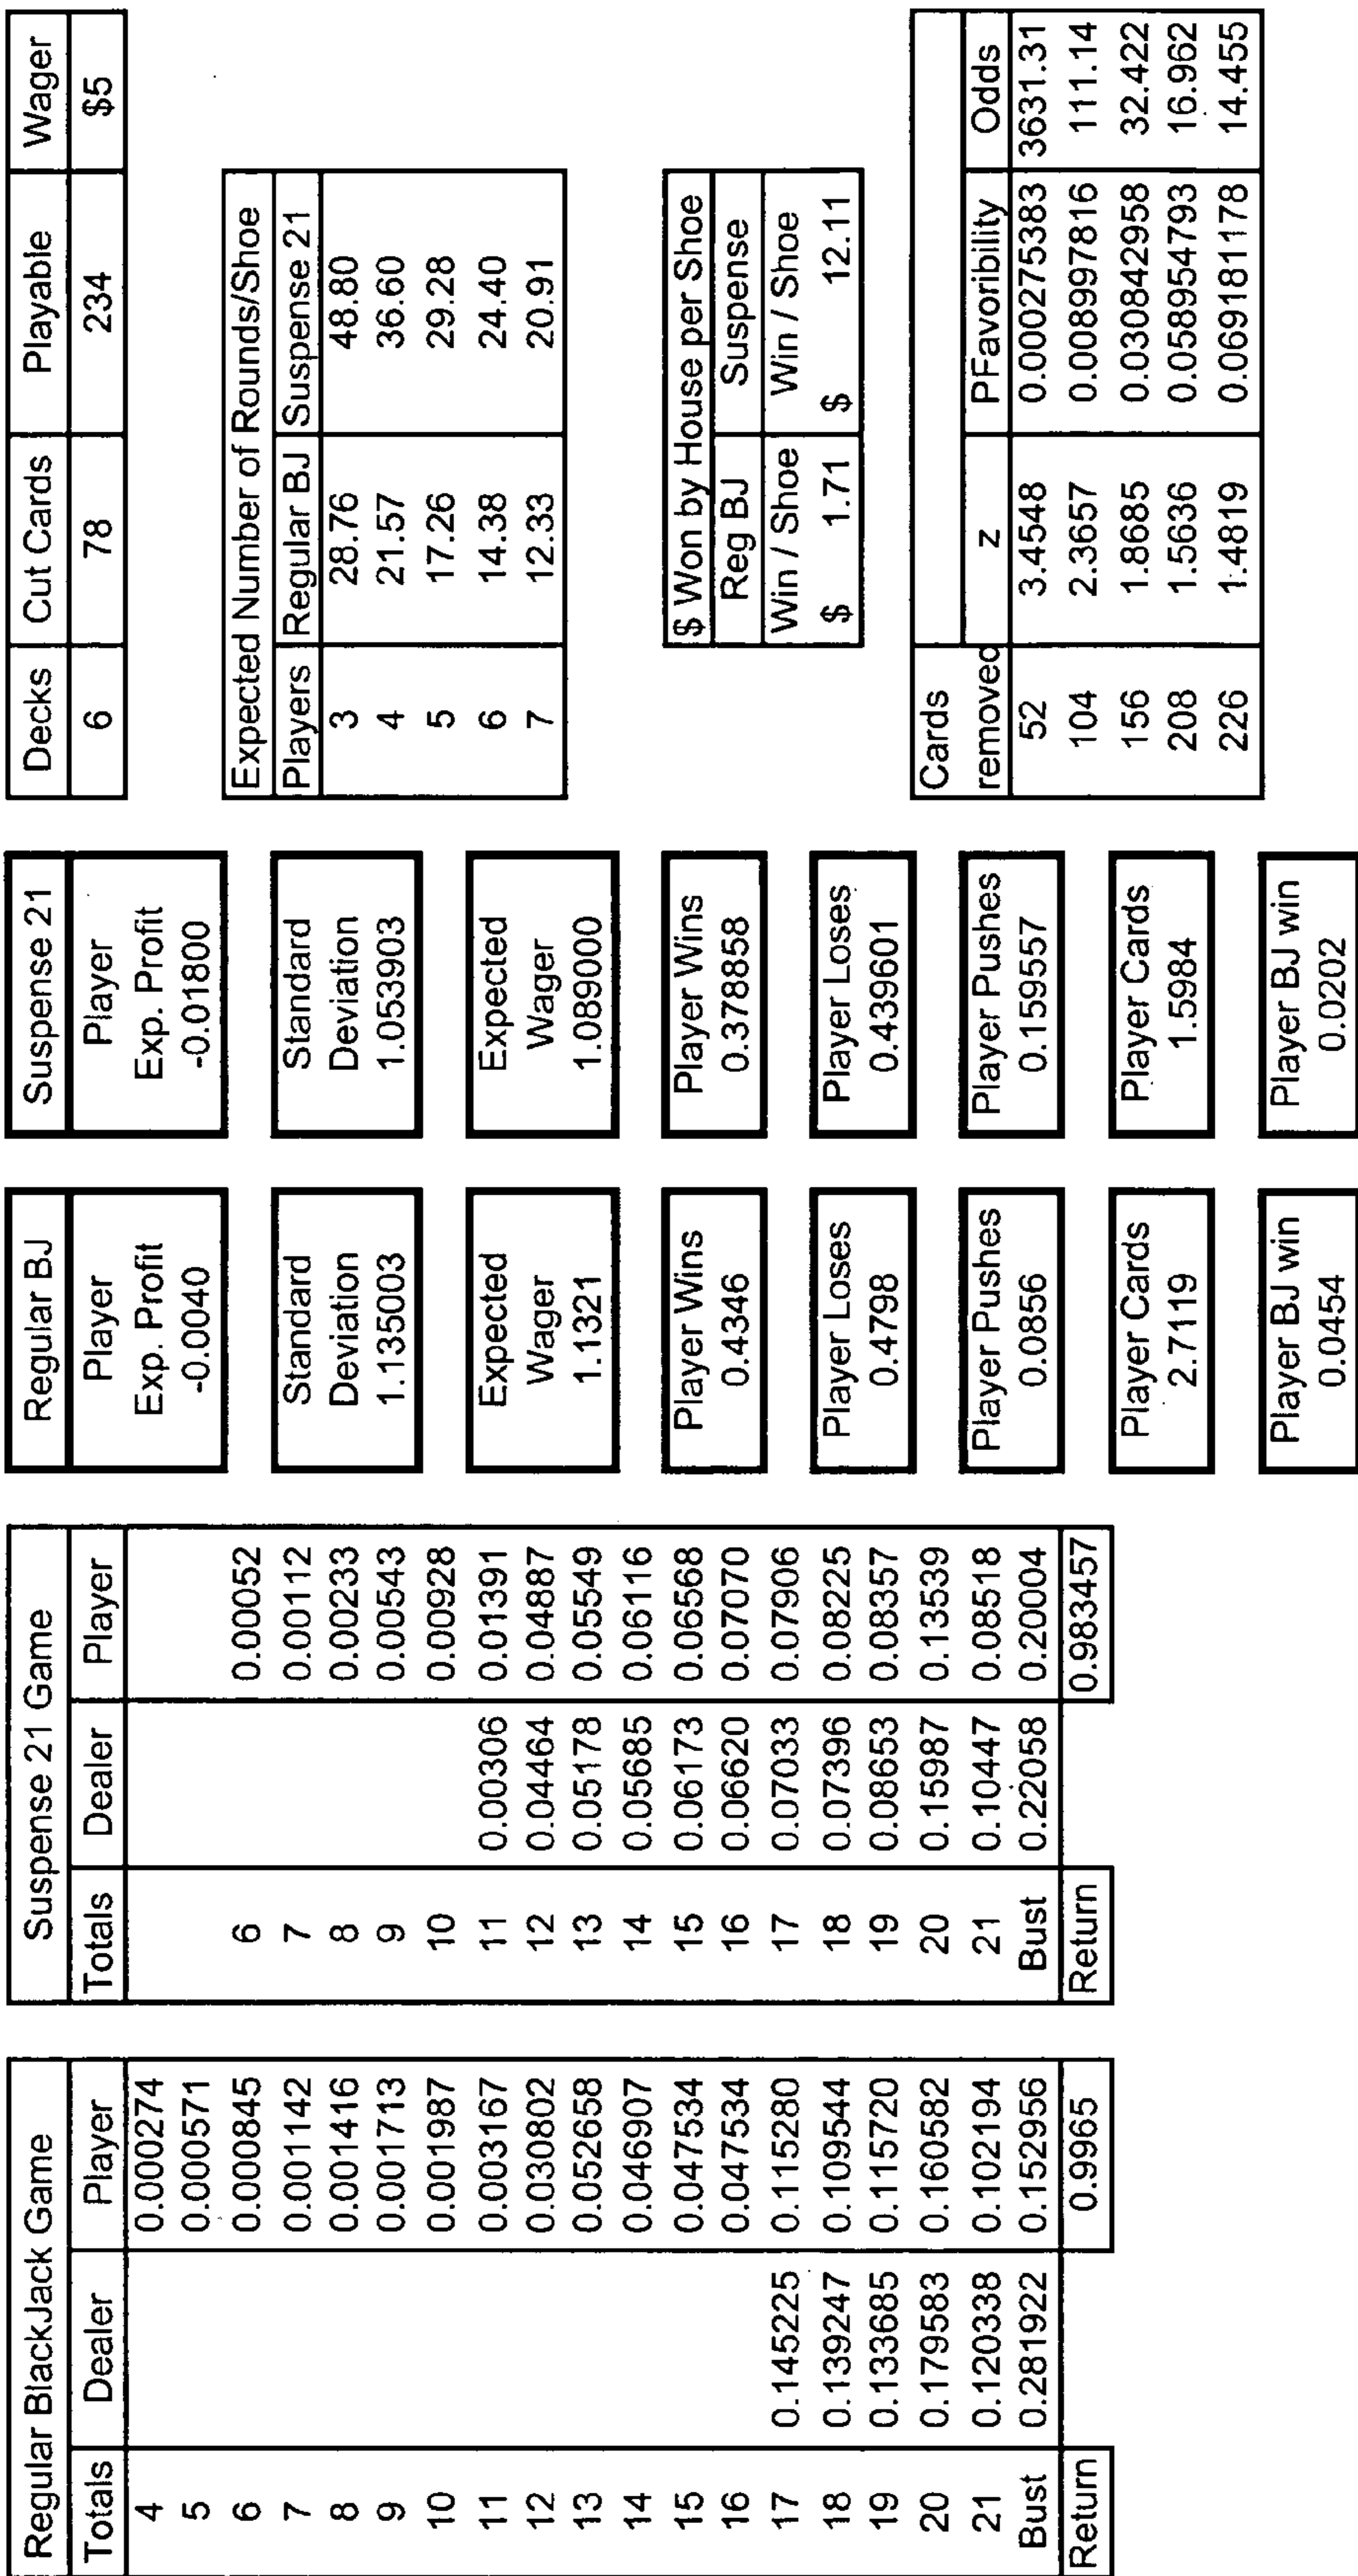 Regular BlackJack Game
Totals Dealer Player
4 0.000274
5 0.000571
6 0.000845
7 0.001142
8 0.001416
9 0.001713
10 0.001987
11 0.003167
12 0.030802
13 0.052658
14 0.046907
15 0.047534
16 0.047534
17 0.145225 0.115280
18 0.139247 0.109544
19 0.133685 0.115720
20 0.179583 0.160582
21 0.120338 0.102194
Bust 0.281922 0.152956
Return 0.9965
Suspense 21 Game
Totals Dealer Player
6 0.00052
7 0.00112
8 0.00233
9 0.00543
10 0.00928
11 0.00306 0.01391
12 0.04464 0.04887
13 0.05178 0.05549
14 0.05685 0.06116
15 0.06173 0.06568
16 0.06620 0.07070
17 0.07033 0.07906
18 0.07396 0.08225
19 0.08653 0.08357
20 0.15987 0.13539
21 0.10447 0.08518
Bust 0.22058 0.20004
Return 0.983457
Regular BJ
Player
Exp. Profit
-0.0040
Standard
Deviation
1.135003
Expected
Wager
1.1321
Player Wins
0.4346
Player Loses
0.4798
Player Pushes
0.0856
Player Cards
2.7119
Player BJ win
0.0454
Suspense 21
Player
Exp. Profit
-0.01800
Standard
Deviation
1.053903
Expected
Wager
1.089000
Player Wins
0.378858
Player Loses
0.439601
Player Pushes
0.159557
Player Cards
1.5984
Player BJ win
0.0202
Decks Cut Cards Playable Wager
6 78 234 $5
Expected Number of Rounds/Shoe
Players Regular BJ Suspense 21
3 28.76 48.80
4 21.57 36.60
5 17.26 29.28
6 14.38 24.40
7 12.33 20.91
$ Won by House per Shoe
Reg BJ Suspense
Win / Shoe Win / Shoe
$ 1.71 $ 12.11
Cards
removed z PFavoribility Odds
52 3.4548 0.000275383 3631.31
104 2.3657 0.008997816 111.14
156 1.8685 0.030842958 32.422
208 1.5636 0.058954793 16.962
226 1.4819 0.069181178 14.455